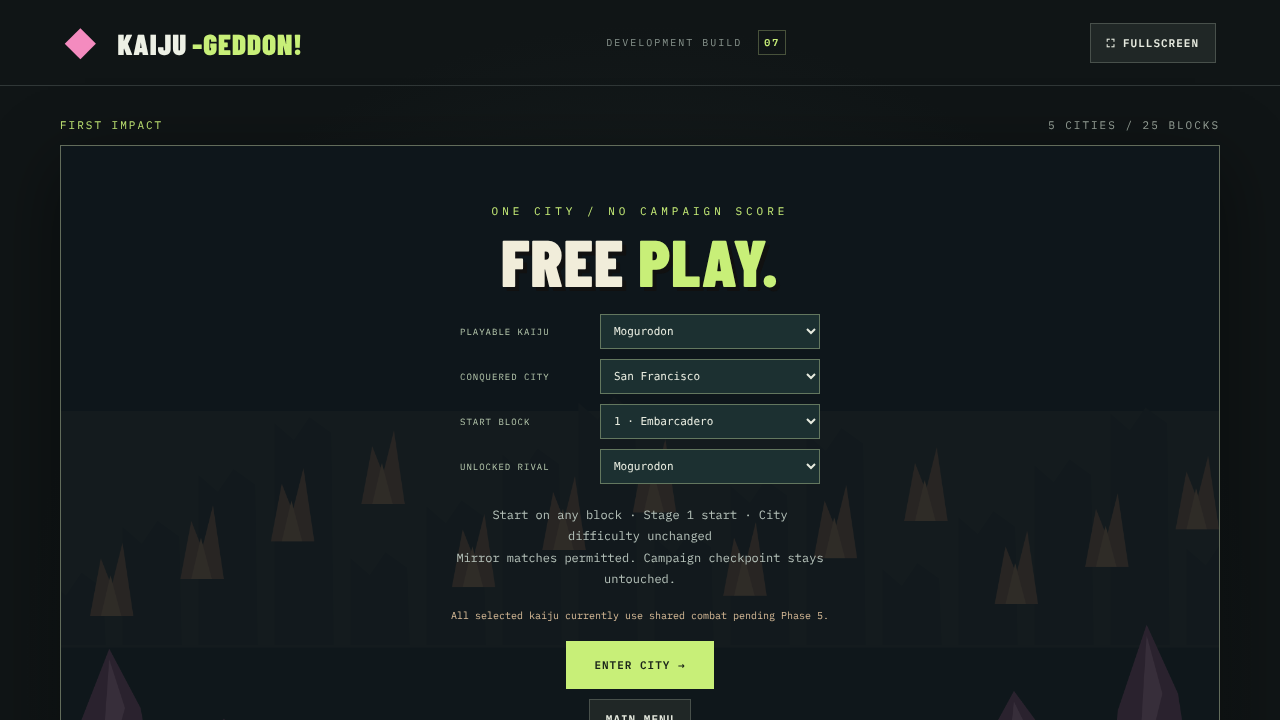 KAIJU-GEDDON!
DEVELOPMENT BUILD 07
FULLSCREEN
FIRST IMPACT
5 CITIES / 25 BLOCKS
ONE CITY / NO CAMPAIGN SCORE
FREE PLAY.
PLAYABLE KAIJU Mogurodon
CONQUERED CITY San Francisco
START BLOCK 1 · Embarcadero
UNLOCKED RIVAL Mogurodon
Start on any block · Stage 1 start · City
difficulty unchanged
Mirror matches permitted. Campaign checkpoint stays
untouched.
All selected kaiju currently use shared combat pending Phase 5.
ENTER CITY →
MAIN MENU